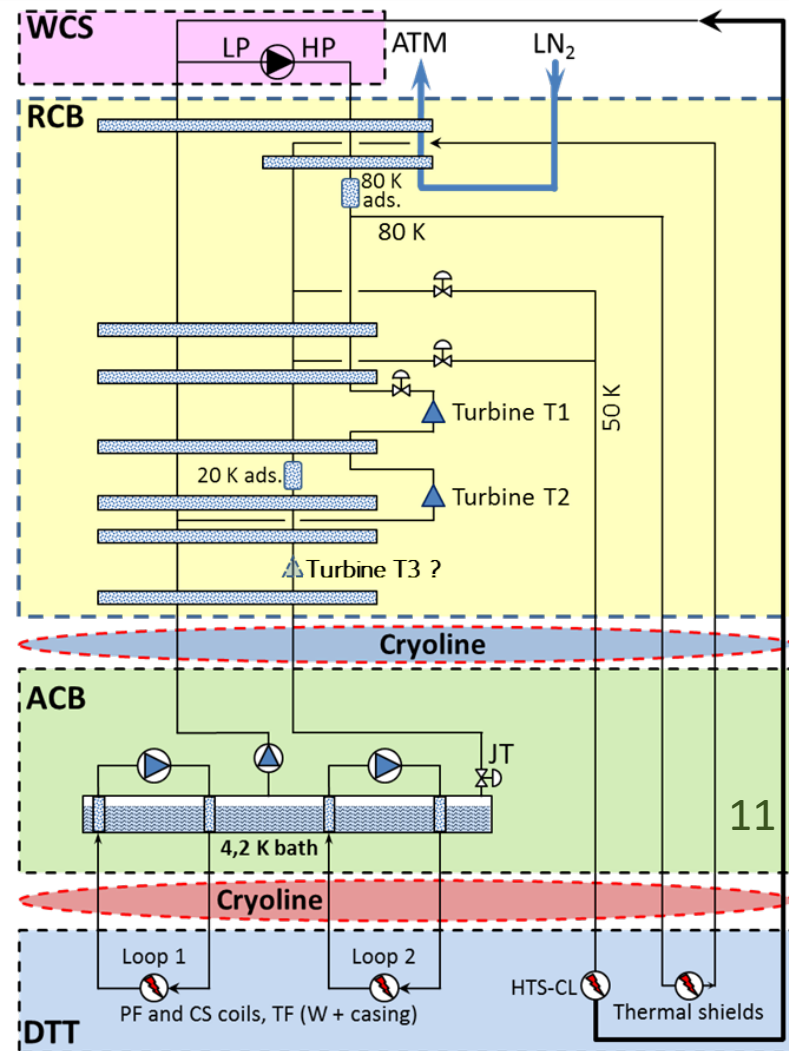 WCS
LP HP
ATM
LN2
RCB
80 K
ads.
80 K
50 K
Turbine T1
20 K ads.
Turbine T2
Turbine T3 ?
Cryoline
ACB
JT
11
4,2 K bath
Cryoline
Loop 1
Loop 2
HTS-CL
Thermal shields
PF and CS coils, TF (W + casing)
DTT